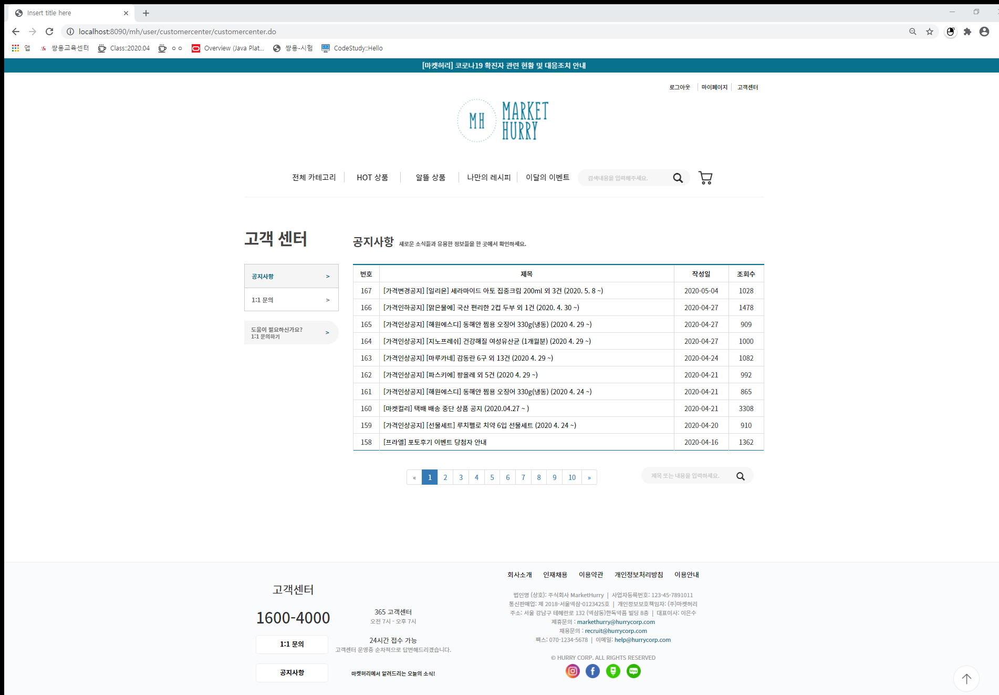 Insert title here
localhost:8090/mh/user/customercenter/customercenter.do
앱 쌍용교육센터 Class::2020.04 ㅇㅇ Overview (Java Plat... 쌍용-시험 CodeStudy::Hello
[마켓허리] 코로나19 확진자 관련 현황 및 대응조치 안내
로그아웃 마이페이지 고객센터
MH MARKET HURRY
전체 카테고리 HOT 상품 알뜰 상품 나만의 레시피 이달의 이벤트 검색내용을 입력해주세요.
고객 센터
공지사항 >
1:1 문의 >
도움이 필요하신가요?
1:1 문의하기 >
공지사항 새로운 소식들과 유용한 정보들을 한 곳에서 확인하세요.
번호 제목 작성일 조회수
167 [가격변경공지] [일리윤] 세라마이드 아토 집중크림 200ml 외 3건 (2020. 5. 8 ~) 2020-05-04 1028
166 [가격인하공지] [맑은물에] 국산 편리한 2컵 두부 외 1건 (2020. 4. 30 ~) 2020-04-27 1478
165 [가격인상공지] [해원에스디] 동해안 찜용 오징어 330g(냉동) (2020 4. 29 ~) 2020-04-27 909
164 [가격인상공지] [지노프레쉬] 건강해질 여성유산균 (1개월분) (2020 4. 29 ~) 2020-04-27 1000
163 [가격인상공지] [마루카네] 감동란 6구 외 13건 (2020 4. 29 ~) 2020-04-24 1082
162 [가격인상공지] [파스키에] 팡올레 외 5건 (2020 4. 29 ~) 2020-04-21 992
161 [가격인상공지] [해원에스디] 동해안 찜용 오징어 330g(냉동) (2020 4. 24 ~) 2020-04-21 865
160 [마켓컬리] 택배 배송 중단 상품 공지 (2020.04.27 ~ ) 2020-04-21 3308
159 [가격인상공지] [선물세트] 루치펠로 치약 6입 선물세트 (2020 4. 24 ~) 2020-04-20 910
158 [프라엘] 포토후기 이벤트 당첨자 안내 2020-04-16 1362
« 1 2 3 4 5 6 7 8 9 10 » 제목 또는 내용을 입력하세요.
고객센터
1600-4000
1:1 문의
공지사항
365 고객센터
오전 7시 - 오후 7시
24시간 접수 가능
고객센터 운영중 순차적으로 답변해드리겠습니다.
마켓허리에서 알려드리는 오늘의 소식!
회사소개 인재채용 이용약관 개인정보처리방침 이용안내
법인명 (상호): 주식회사 MarketHurry | 사업자등록번호: 123-45-7891011
통신판매업: 제 2018-서울역삼-0123425호 | 개인정보보호책임자: (주)마켓허리
주소: 서울 강남구 테헤란로 132 (역삼동)한독약품 빌딩 8층 | 대표이사: 이은수
제휴문의 : markethurry@hurrycorp.com
채용문의 : recruit@hurrycorp.com
팩스: 070-1234-5678 | 이메일: help@hurrycorp.com
© HURRY CORP. ALL RIGHTS RESERVED
blog